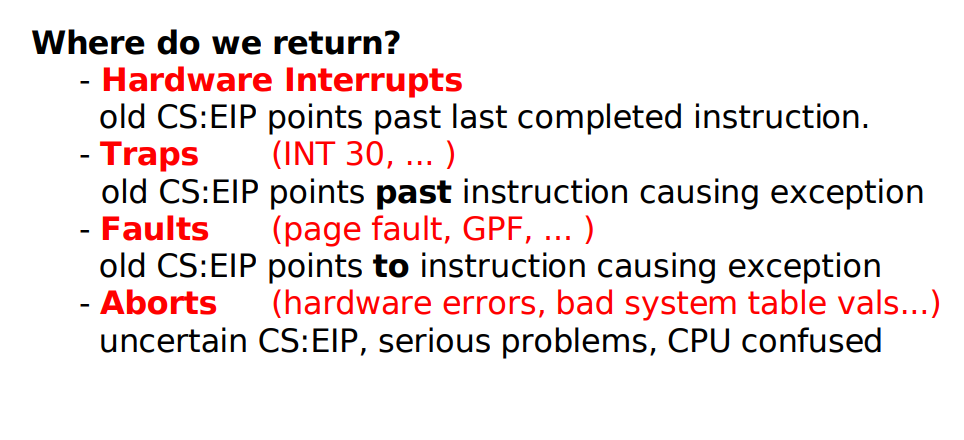 Where do we return?
- Hardware Interrupts
old CS:EIP points past last completed instruction.
- Traps (INT 30, ... )
old CS:EIP points past instruction causing exception
- Faults (page fault, GPF, ... )
old CS:EIP points to instruction causing exception
- Aborts (hardware errors, bad system table vals...)
uncertain CS:EIP, serious problems, CPU confused